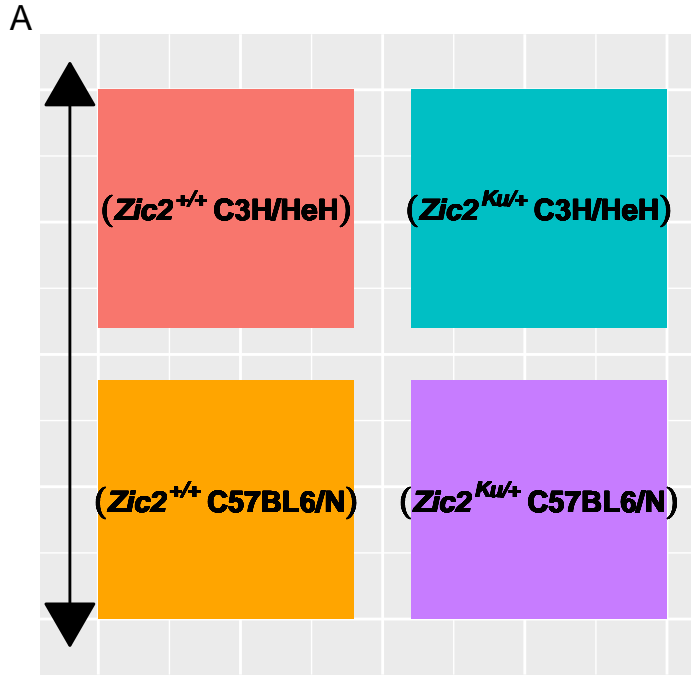 A
(Zic2+/+ C3H/HeH)
(Zic2Ku/+ C3H/HeH)
(Zic2+/+ C57BL6/N)
(Zic2Ku/+ C57BL6/N)